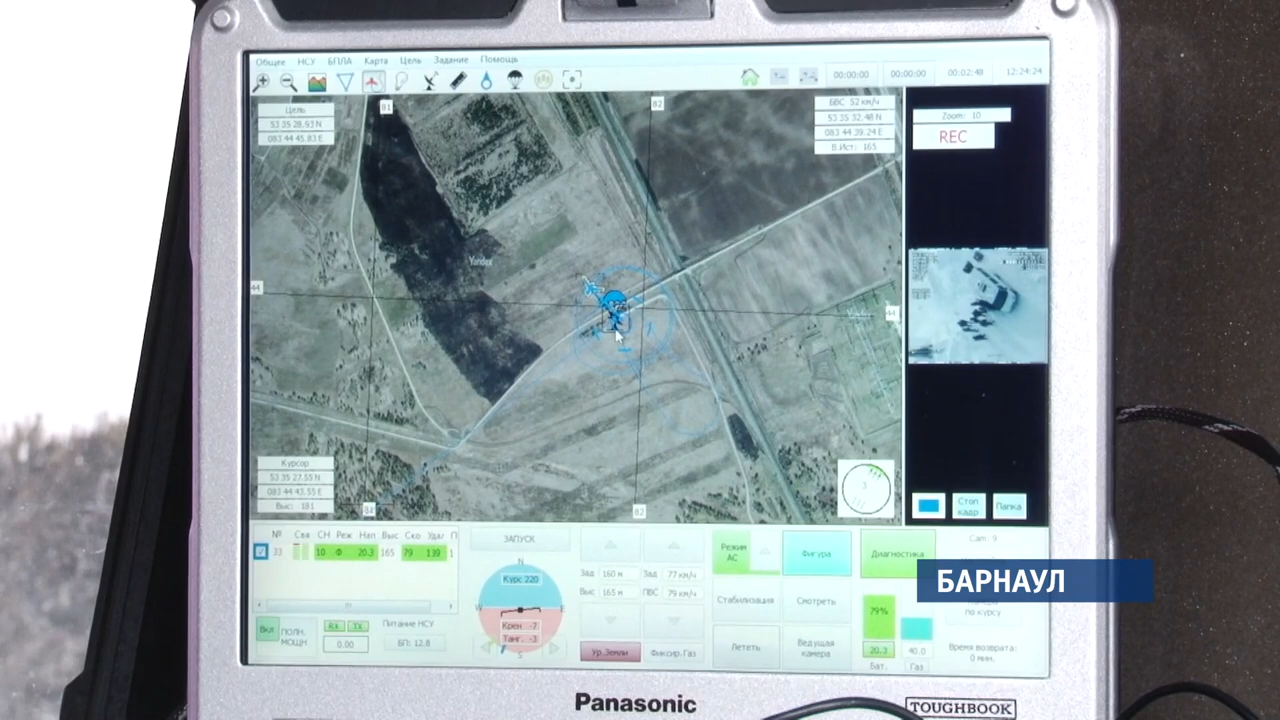 Общее НСУ БПЛА Карта Цель Задание Помощь
00:00:00 00:00:00 00:02:48 12:24:24
Цель
53 35 28.93 N
083 44 45.83 E
81
82
БВС 52 км/ч
53 35 32.48 N
083 44 39.24 E
В.Ист: 165
Zoom: 10
REC
Yandex
44
44
3
Курсор
53 35 27.55 N
083 44 43.55 E
Выс: 181
82
Стоп кадр
Папка
№ Свя СН Реж Нап Выс Ско Удал П
33 10 Ф 20.3 165 79 139 1
ЗАПУСК
N
Курс 220
W E
Крен -7
Танг. -3
S
Зад 160 м Зад 77 км/ч
Выс 165 м ПВС 79 км/ч
Ур.Земли Фиксир.Газ
Режим АС
Фигура
Диагностика
Cam: 9
Стабилизация
Смотреть
по курсу
Лететь
Ведущая камера
79%
20.3 40.0
Бат. Газ
Время возврата:
0 мин.
Вкл
ПОЛН. МОЩН
RX TX
0.00
Питание НСУ
БП: 12.8
БАРНАУЛ
Panasonic
TOUGHBOOK